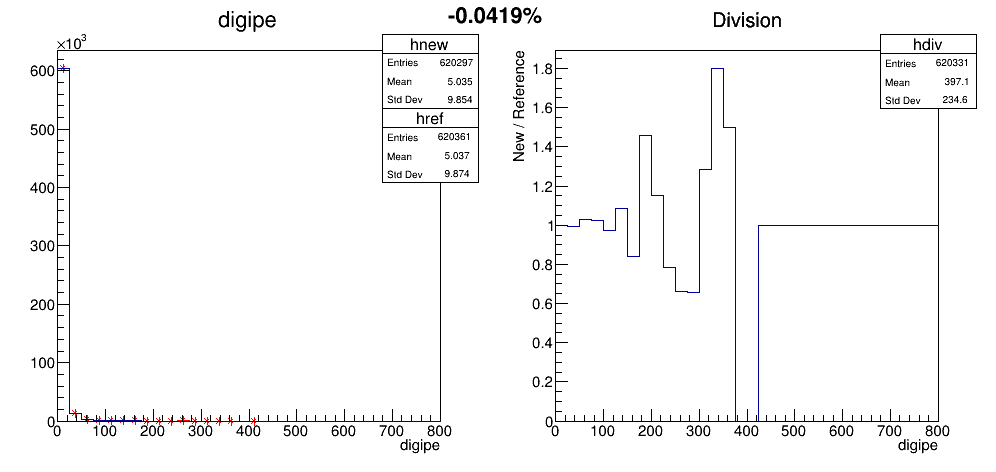 -0.0419%
digipe
×10³
hnew
Entries 620297
Mean 5.035
Std Dev 9.854
href
Entries 620361
Mean 5.037
Std Dev 9.874
600
500
400
300
200
100
0
0 100 200 300 400 500 600 700 800
digipe
Division
hdiv
Entries 620331
Mean 397.1
Std Dev 234.6
New / Reference
1.8
1.6
1.4
1.2
1
0.8
0.6
0.4
0.2
0
0 100 200 300 400 500 600 700 800
digipe